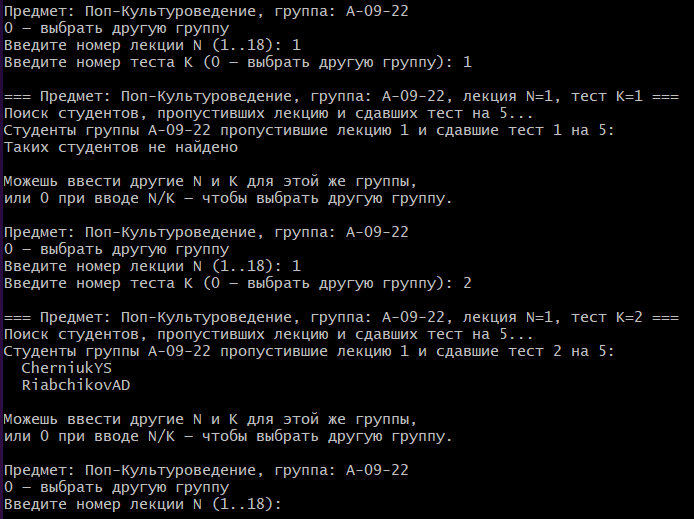 Предмет: Поп-Культуроведение, группа: А-09-22
0 – выбрать другую группу
Введите номер лекции N (1..18): 1
Введите номер теста K (0 – выбрать другую группу): 1
=== Предмет: Поп-Культуроведение, группа: А-09-22, лекция N=1, тест K=1 ===
Поиск студентов, пропустивших лекцию и сдавших тест на 5...
Студенты группы А-09-22 пропустившие лекцию 1 и сдавшие тест 1 на 5:
Таких студентов не найдено
Можешь ввести другие N и K для этой же группы,
или 0 при вводе N/K – чтобы выбрать другую группу.
Предмет: Поп-Культуроведение, группа: А-09-22
0 – выбрать другую группу
Введите номер лекции N (1..18): 1
Введите номер теста K (0 – выбрать другую группу): 2
=== Предмет: Поп-Культуроведение, группа: А-09-22, лекция N=1, тест K=2 ===
Поиск студентов, пропустивших лекцию и сдавших тест на 5...
Студенты группы А-09-22 пропустившие лекцию 1 и сдавшие тест 2 на 5:
CherniukYS
RiabchikovAD
Можешь ввести другие N и K для этой же группы,
или 0 при вводе N/K – чтобы выбрать другую группу.
Предмет: Поп-Культуроведение, группа: А-09-22
0 – выбрать другую группу
Введите номер лекции N (1..18):